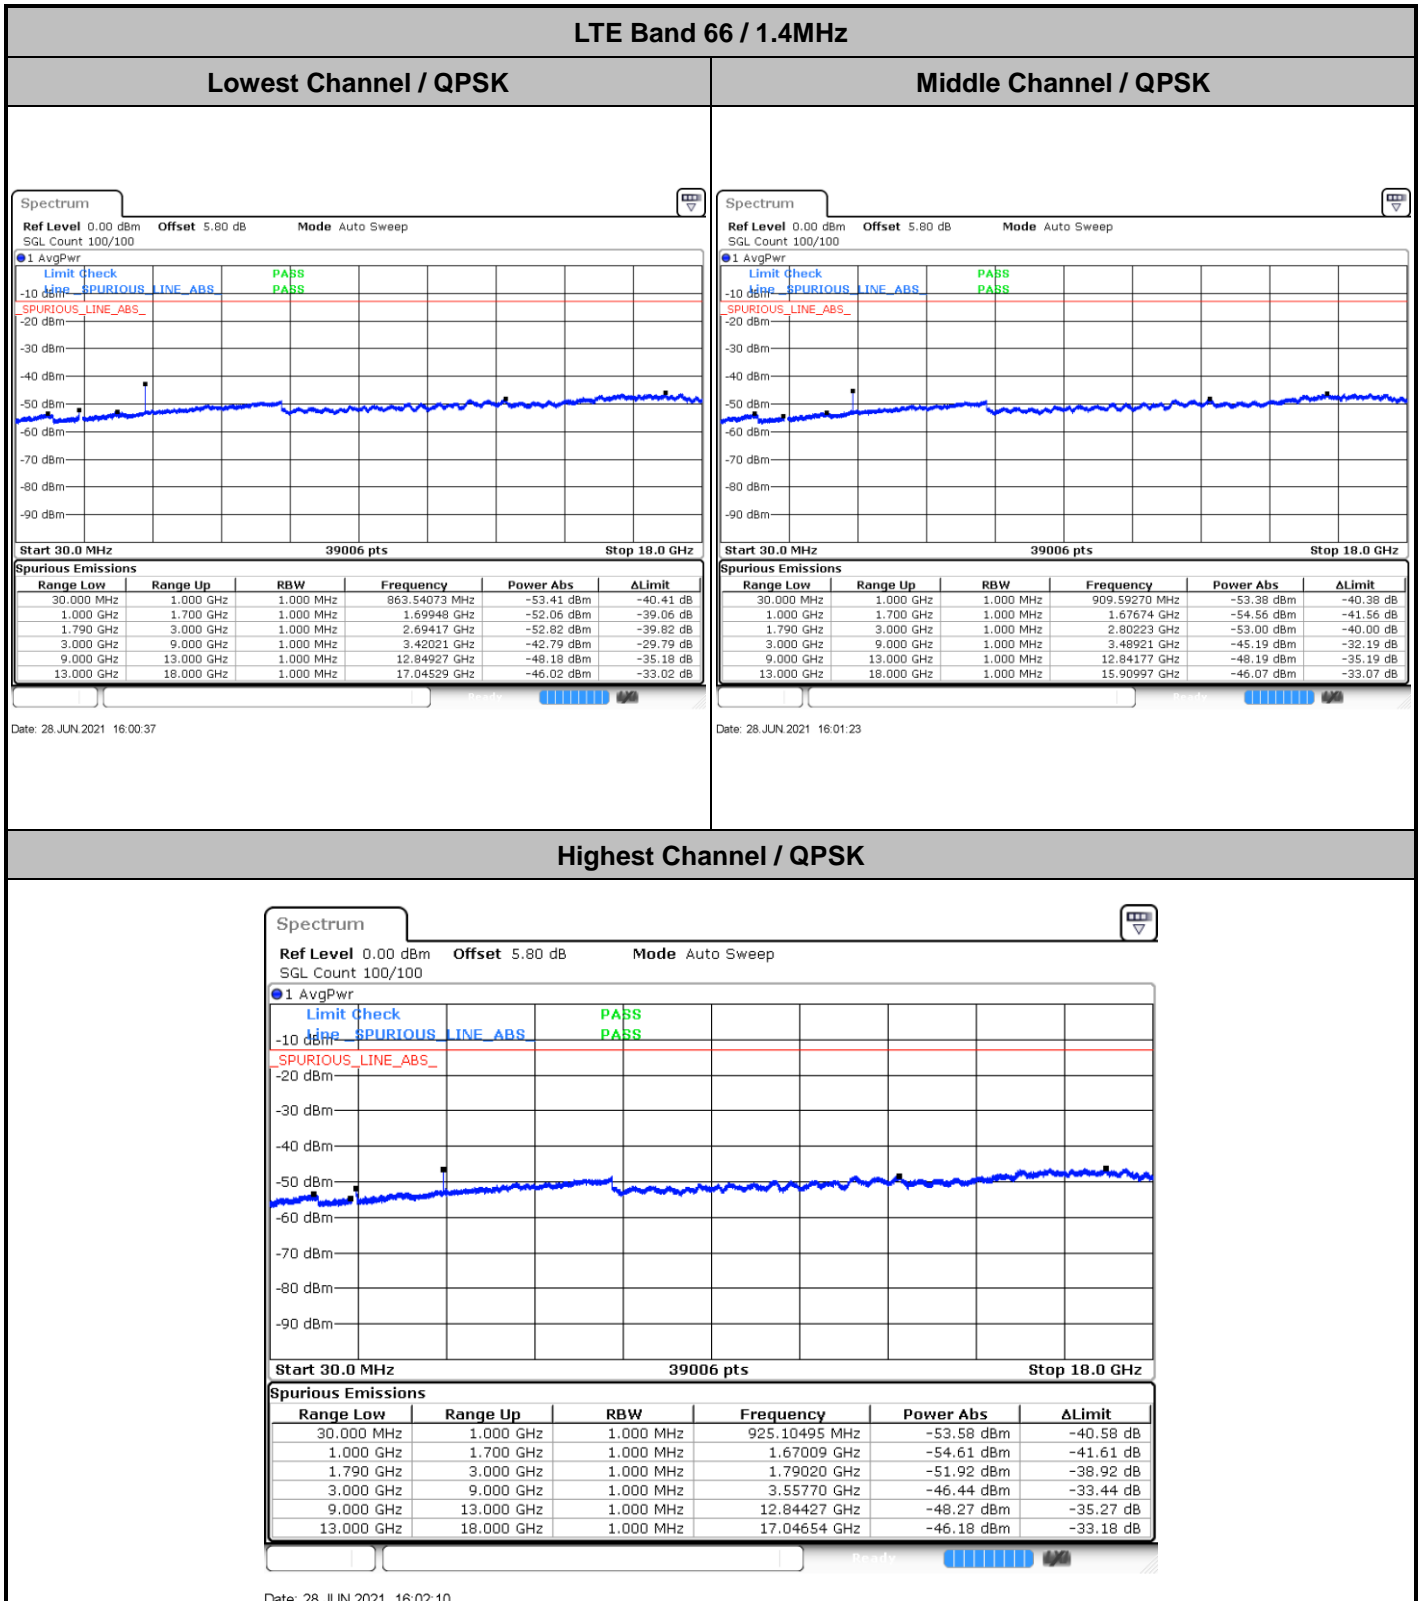 LTE Band 66 / 1.4MHz
Lowest Channel / QPSK
Middle Channel / QPSK
Spectrum
Ref Level 0.00 dBm Offset 5.80 dB Mode Auto Sweep
SGL Count 100/100
1 AvgPwr
Limit Check PASS
Line _SPURIOUS_LINE_ABS_ PASS
-10 dBm
_SPURIOUS_LINE_ABS_
-20 dBm
-30 dBm
-40 dBm
-50 dBm
-60 dBm
-70 dBm
-80 dBm
-90 dBm
Start 30.0 MHz 39006 pts Stop 18.0 GHz
Spurious Emissions
Range Low Range Up RBW Frequency Power Abs ΔLimit
30.000 MHz 1.000 GHz 1.000 MHz 863.54073 MHz -53.41 dBm -40.41 dB
1.000 GHz 1.700 GHz 1.000 MHz 1.69948 GHz -52.06 dBm -39.06 dB
1.790 GHz 3.000 GHz 1.000 MHz 2.69417 GHz -52.82 dBm -39.82 dB
3.000 GHz 9.000 GHz 1.000 MHz 3.42021 GHz -42.79 dBm -29.79 dB
9.000 GHz 13.000 GHz 1.000 MHz 12.84927 GHz -48.18 dBm -35.18 dB
13.000 GHz 18.000 GHz 1.000 MHz 17.04529 GHz -46.02 dBm -33.02 dB
Ready
Date: 28.JUN.2021 16:00:37
Spectrum
Ref Level 0.00 dBm Offset 5.80 dB Mode Auto Sweep
SGL Count 100/100
1 AvgPwr
Limit Check PASS
Line _SPURIOUS_LINE_ABS_ PASS
-10 dBm
_SPURIOUS_LINE_ABS_
-20 dBm
-30 dBm
-40 dBm
-50 dBm
-60 dBm
-70 dBm
-80 dBm
-90 dBm
Start 30.0 MHz 39006 pts Stop 18.0 GHz
Spurious Emissions
Range Low Range Up RBW Frequency Power Abs ΔLimit
30.000 MHz 1.000 GHz 1.000 MHz 909.59270 MHz -53.38 dBm -40.38 dB
1.000 GHz 1.700 GHz 1.000 MHz 1.67674 GHz -54.56 dBm -41.56 dB
1.790 GHz 3.000 GHz 1.000 MHz 2.80223 GHz -53.00 dBm -40.00 dB
3.000 GHz 9.000 GHz 1.000 MHz 3.48921 GHz -45.19 dBm -32.19 dB
9.000 GHz 13.000 GHz 1.000 MHz 12.84177 GHz -48.19 dBm -35.19 dB
13.000 GHz 18.000 GHz 1.000 MHz 15.90997 GHz -46.07 dBm -33.07 dB
Ready
Date: 28.JUN.2021 16:01:23
Highest Channel / QPSK
Spectrum
Ref Level 0.00 dBm Offset 5.80 dB Mode Auto Sweep
SGL Count 100/100
1 AvgPwr
Limit Check PASS
Line _SPURIOUS_LINE_ABS_ PASS
-10 dBm
_SPURIOUS_LINE_ABS_
-20 dBm
-30 dBm
-40 dBm
-50 dBm
-60 dBm
-70 dBm
-80 dBm
-90 dBm
Start 30.0 MHz 39006 pts Stop 18.0 GHz
Spurious Emissions
Range Low Range Up RBW Frequency Power Abs ΔLimit
30.000 MHz 1.000 GHz 1.000 MHz 925.10495 MHz -53.58 dBm -40.58 dB
1.000 GHz 1.700 GHz 1.000 MHz 1.67009 GHz -54.61 dBm -41.61 dB
1.790 GHz 3.000 GHz 1.000 MHz 1.79020 GHz -51.92 dBm -38.92 dB
3.000 GHz 9.000 GHz 1.000 MHz 3.55770 GHz -46.44 dBm -33.44 dB
9.000 GHz 13.000 GHz 1.000 MHz 12.84427 GHz -48.27 dBm -35.27 dB
13.000 GHz 18.000 GHz 1.000 MHz 17.04654 GHz -46.18 dBm -33.18 dB
Ready
Date: 28.JUN.2021 16:02:10